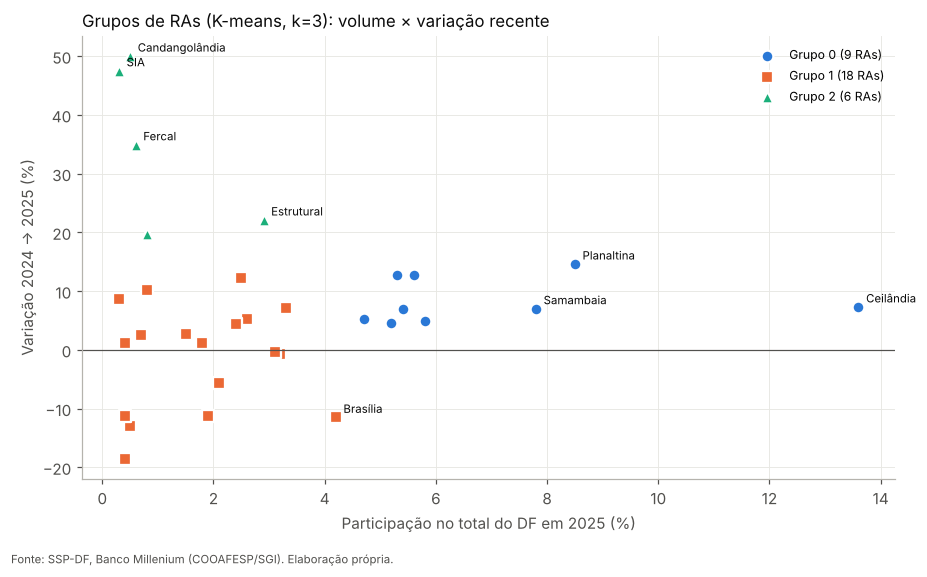 Grupos de RAs (K-means, k=3): volume × variação recente
Grupo 0 (9 RAs)
Grupo 1 (18 RAs)
Grupo 2 (6 RAs)
Candangolândia
SIA
Fercal
Estrutural
Planaltina
Samambaia
Ceilândia
Brasília
Variação 2024 → 2025 (%)
50
40
30
20
10
0
−10
−20
0 2 4 6 8 10 12 14
Participação no total do DF em 2025 (%)
Fonte: SSP-DF, Banco Millenium (COOAFESP/SGI). Elaboração própria.